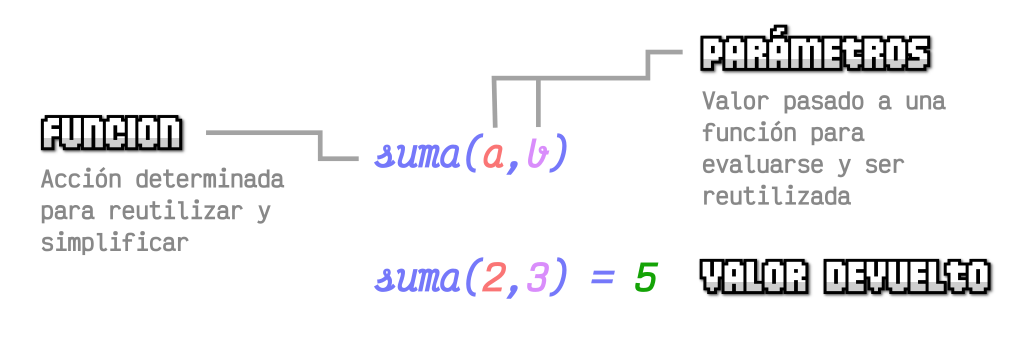 PARÁMETROS
Valor pasado a una
función para
evaluarse y ser
reutilizada
FUNCION
Acción determinada
para reutilizar y
simplificar
suma(a,b)
suma(2,3) = 5
VALOR DEVUELTO